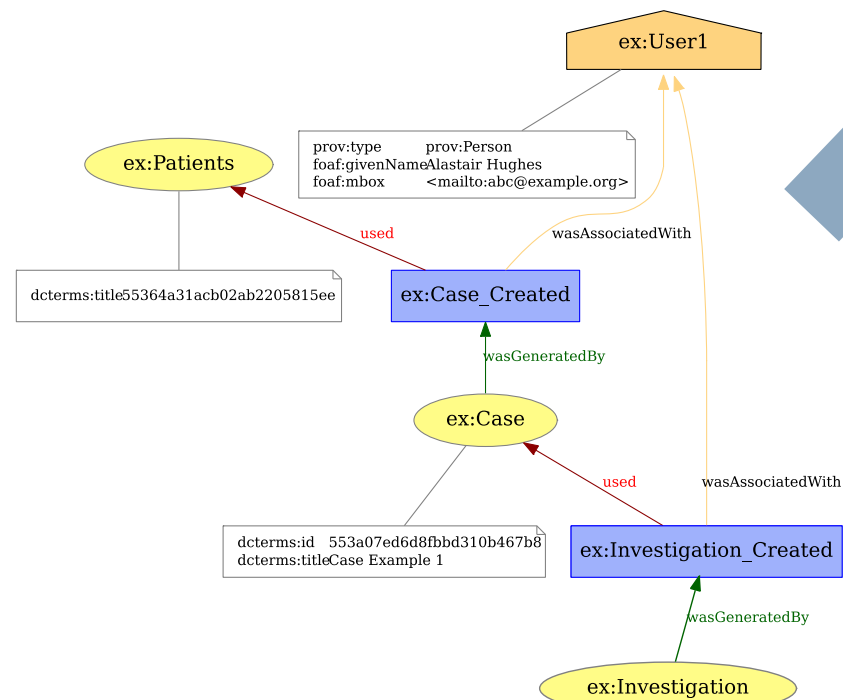 ex:User1
prov:type prov:Person
foaf:givenName Alastair Hughes
foaf:mbox <mailto:abc@example.org>
ex:Patients
used
wasAssociatedWith
dcterms:title 55364a31acb02ab2205815ee
ex:Case_Created
wasGeneratedBy
ex:Case
used
wasAssociatedWith
dcterms:id 553a07ed6d8fbbd310b467b8
dcterms:title Case Example 1
ex:Investigation_Created
wasGeneratedBy
ex:Investigation